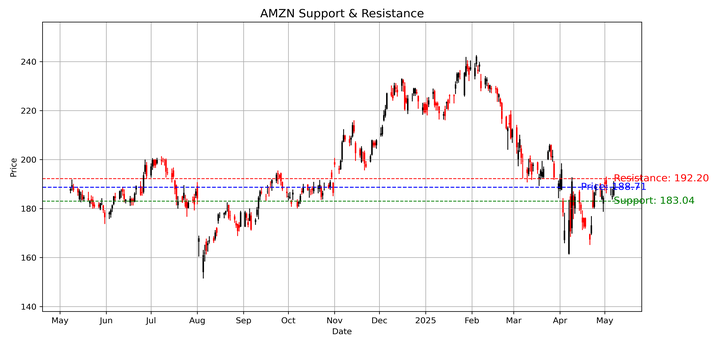 AMZN Support & Resistance
Price
240
220
200
180
160
140
Resistance: 192.20
Price: 188.71
Support: 183.04
May Jun Jul Aug Sep Oct Nov Dec 2025 Feb Mar Apr May
Date